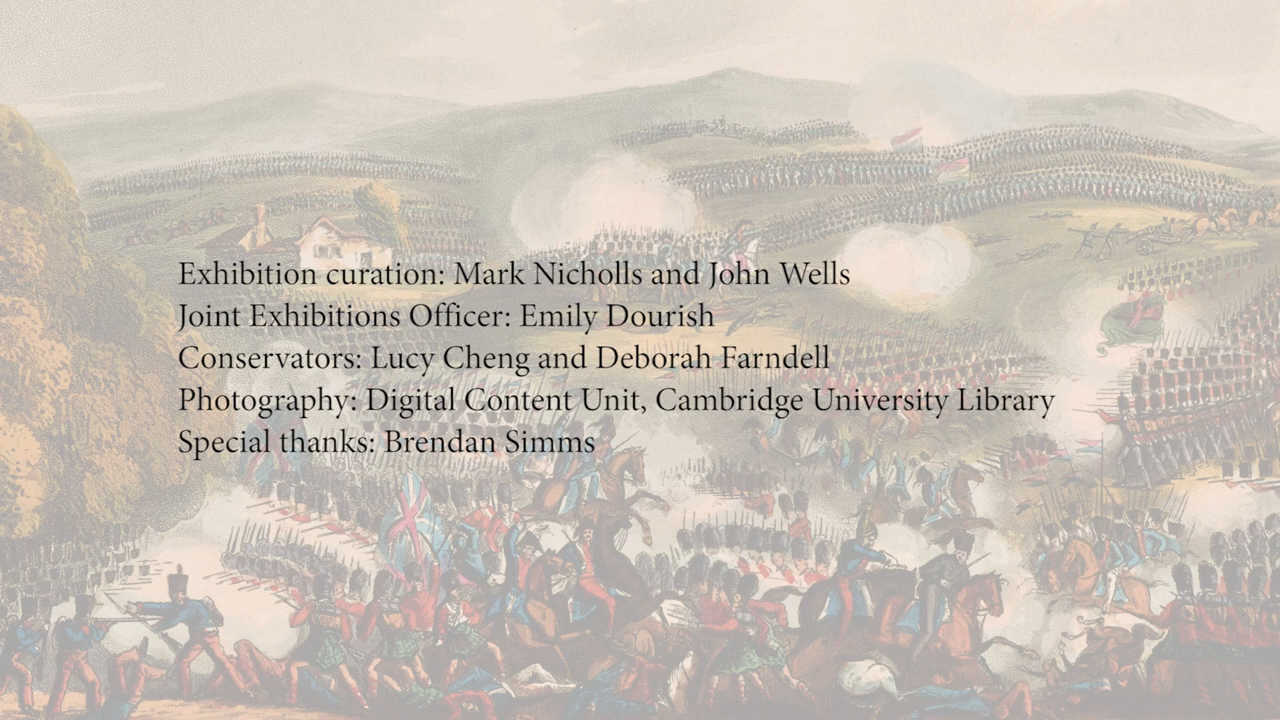 Exhibition curation: Mark Nicholls and John Wells
Joint Exhibitions Officer: Emily Dourish
Conservators: Lucy Cheng and Deborah Farndell
Photography: Digital Content Unit, Cambridge University Library
Special thanks: Brendan Simms